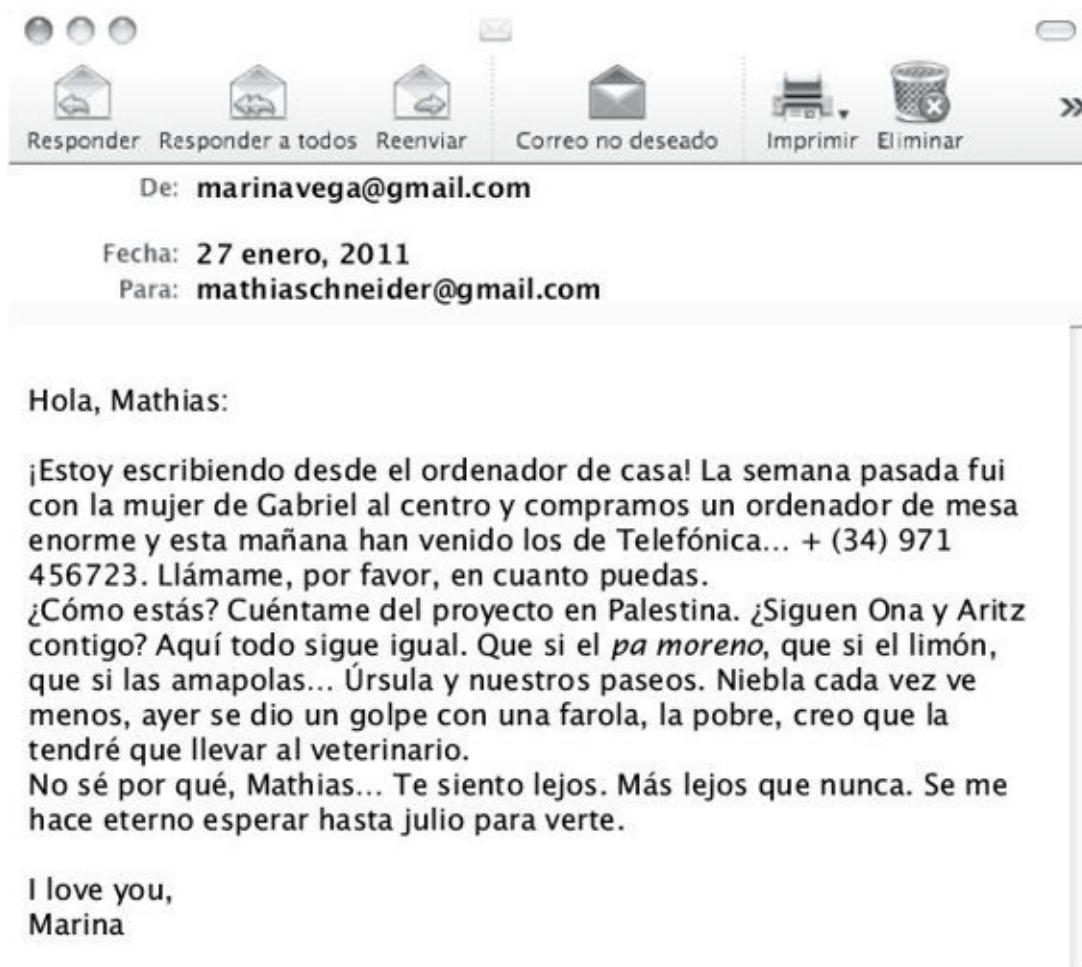 Responder Responder a todos Reenviar Correo no deseado Imprimir Eliminar
De: marinavega@gmail.com
Fecha: 27 enero, 2011
Para: mathiaschneider@gmail.com
Hola, Mathias:
¡Estoy escribiendo desde el ordenador de casa! La semana pasada fui
con la mujer de Gabriel al centro y compramos un ordenador de mesa
enorme y esta mañana han venido los de Telefónica... + (34) 971
456723. Llámame, por favor, en cuanto puedas.
¿Cómo estás? Cuéntame del proyecto en Palestina. ¿Siguen Ona y Aritz
contigo? Aquí todo sigue igual. Que si el pa moreno, que si el limón,
que si las amapolas... Úrsula y nuestros paseos. Niebla cada vez ve
menos, ayer se dio un golpe con una farola, la pobre, creo que la
tendré que llevar al veterinario.
No sé por qué, Mathias... Te siento lejos. Más lejos que nunca. Se me
hace eterno esperar hasta julio para verte.
I love you,
Marina